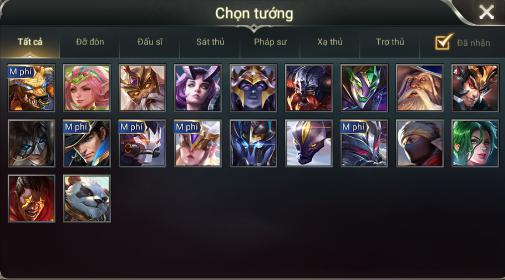 Chọn tướng
Tất cả Đỡ đòn Đấu sĩ Sát thủ Pháp sư Xạ thủ Trợ thủ Đã nhận
M phí
M phí M phí M phí M phí